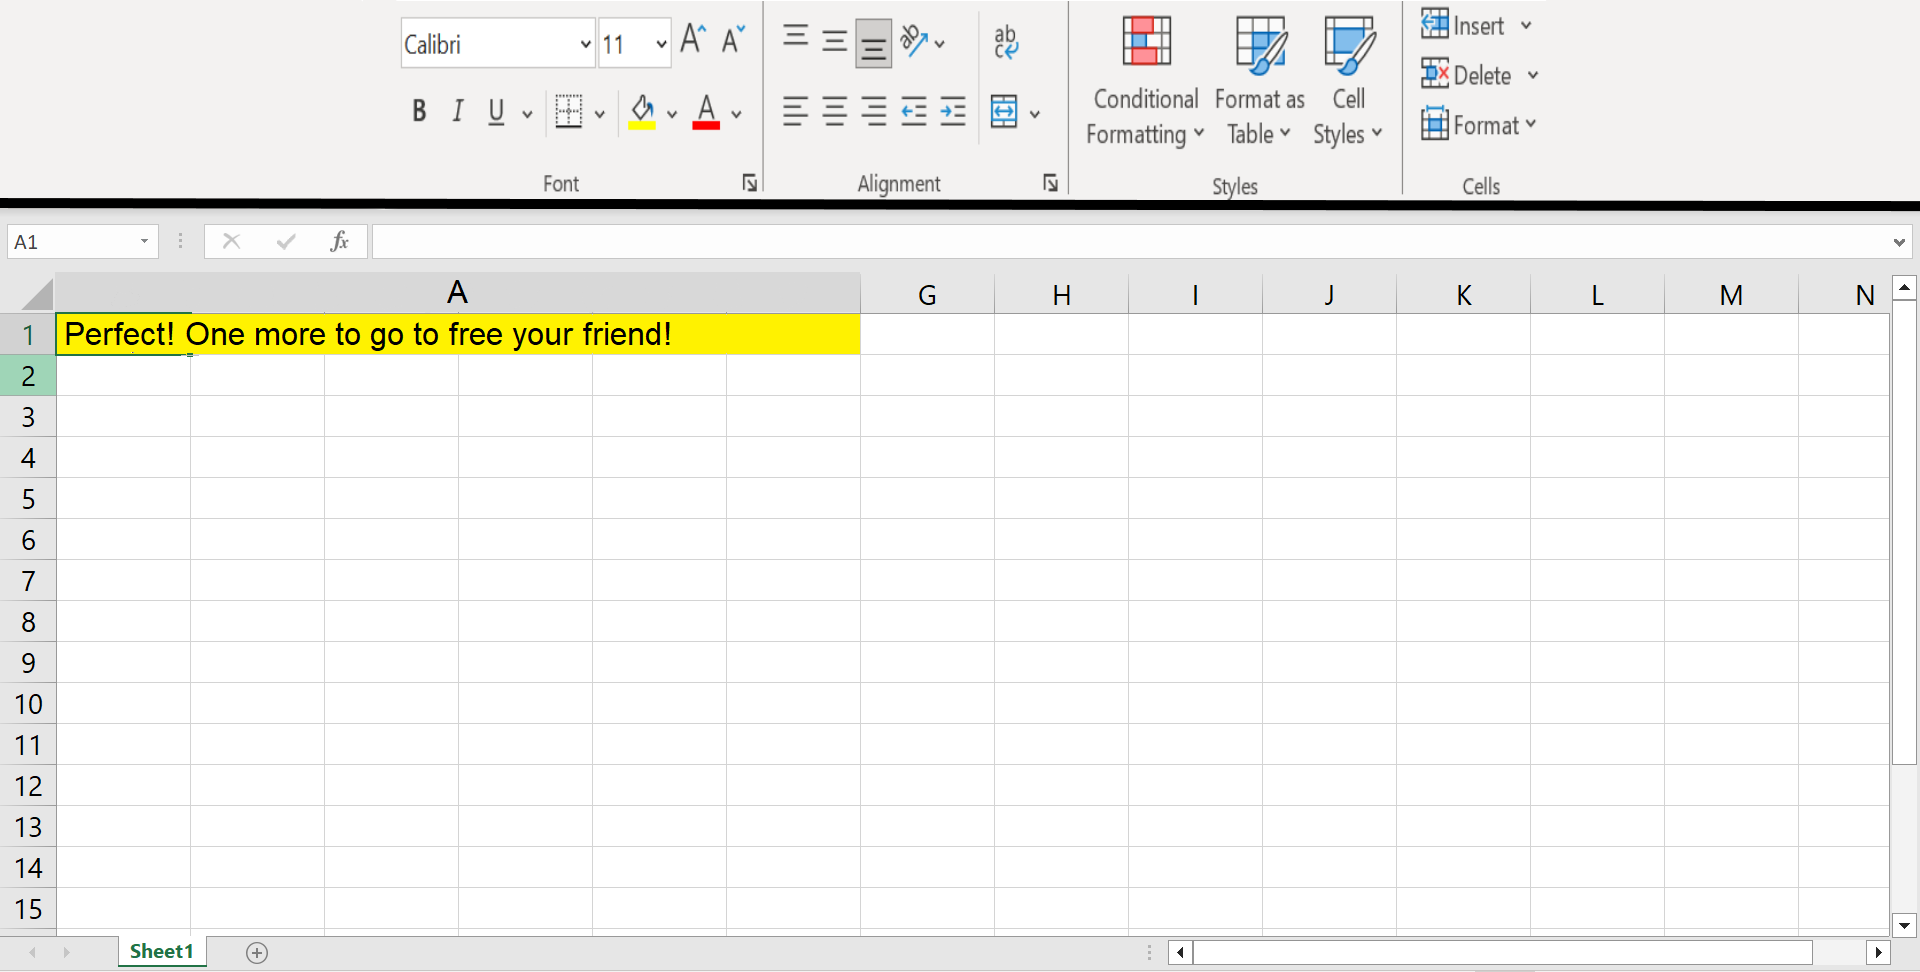 Calibri 11 A A ab c Insert
Delete
B I U A Conditional Formatting Format as Table Cell Styles Format
Font Alignment Styles Cells
A1 fx
A G H I J K L M N
1 Perfect! One more to go to free your friend!
2
3
4
5
6
7
8
9
10
11
12
13
14
15
Sheet1